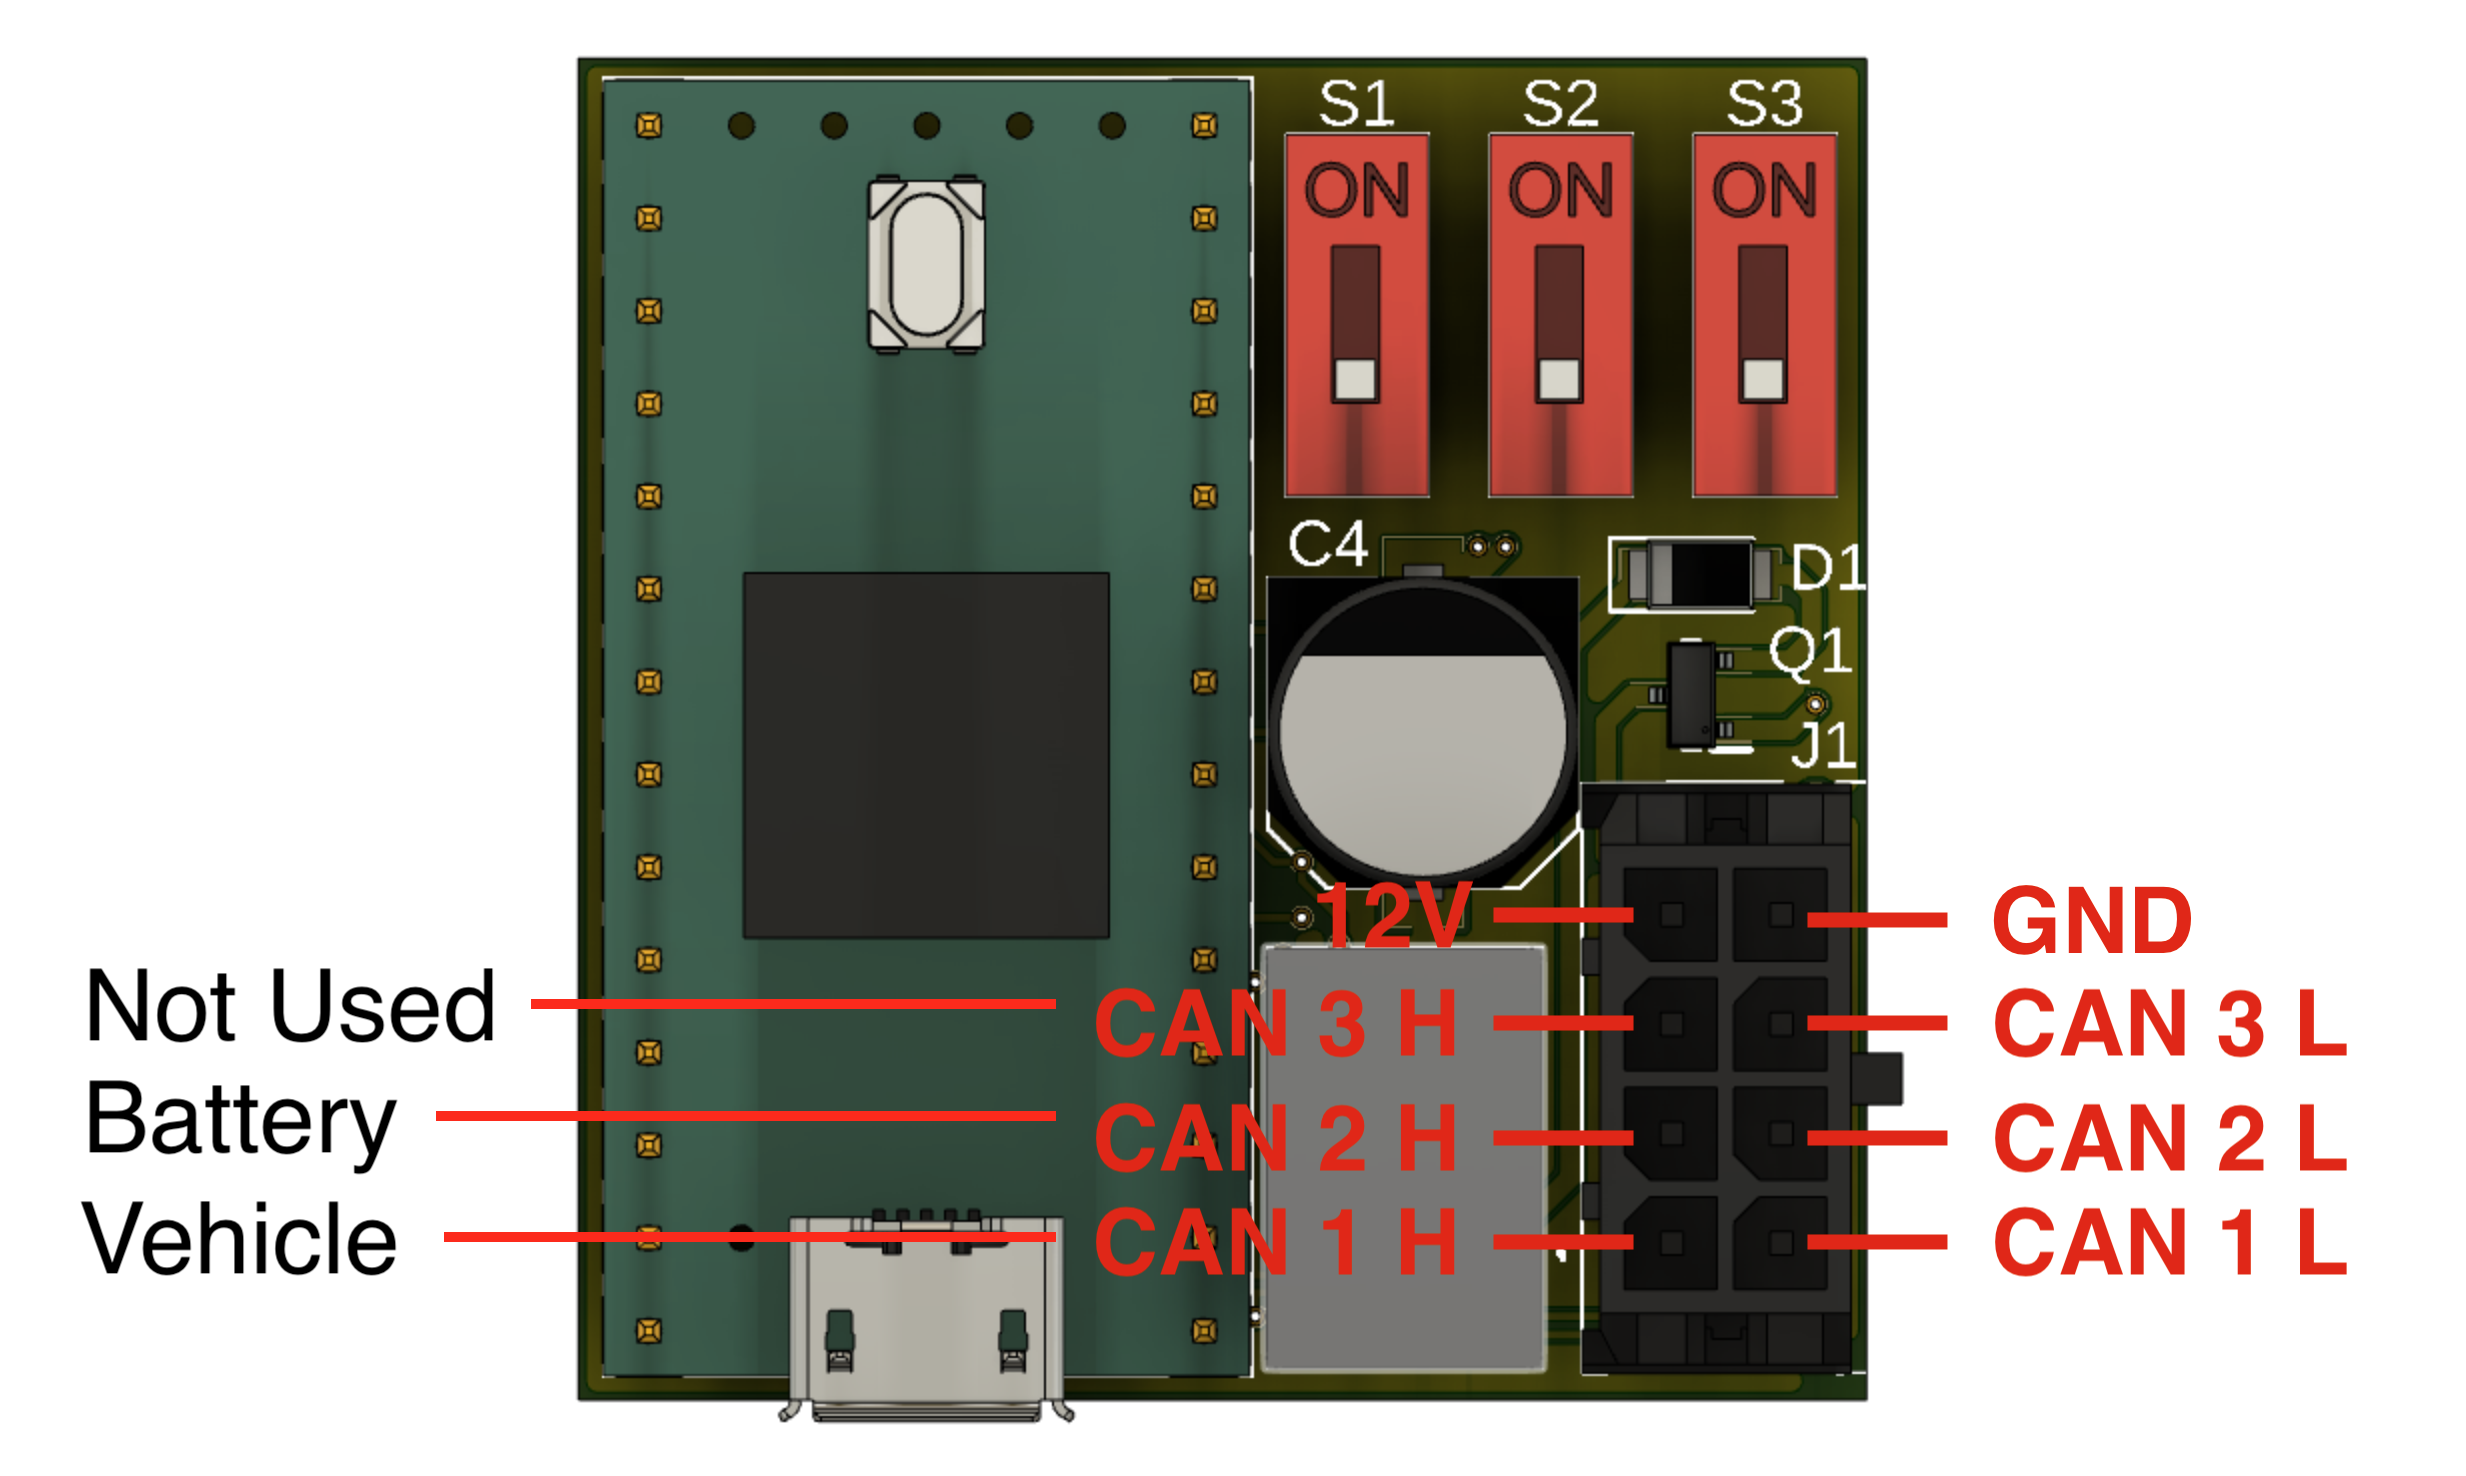 S1 S2 S3
ON ON ON
C4
D1
Q1
J1
12V GND
Not Used CAN 3 H CAN 3 L
Battery CAN 2 H CAN 2 L
Vehicle CAN 1 H CAN 1 L